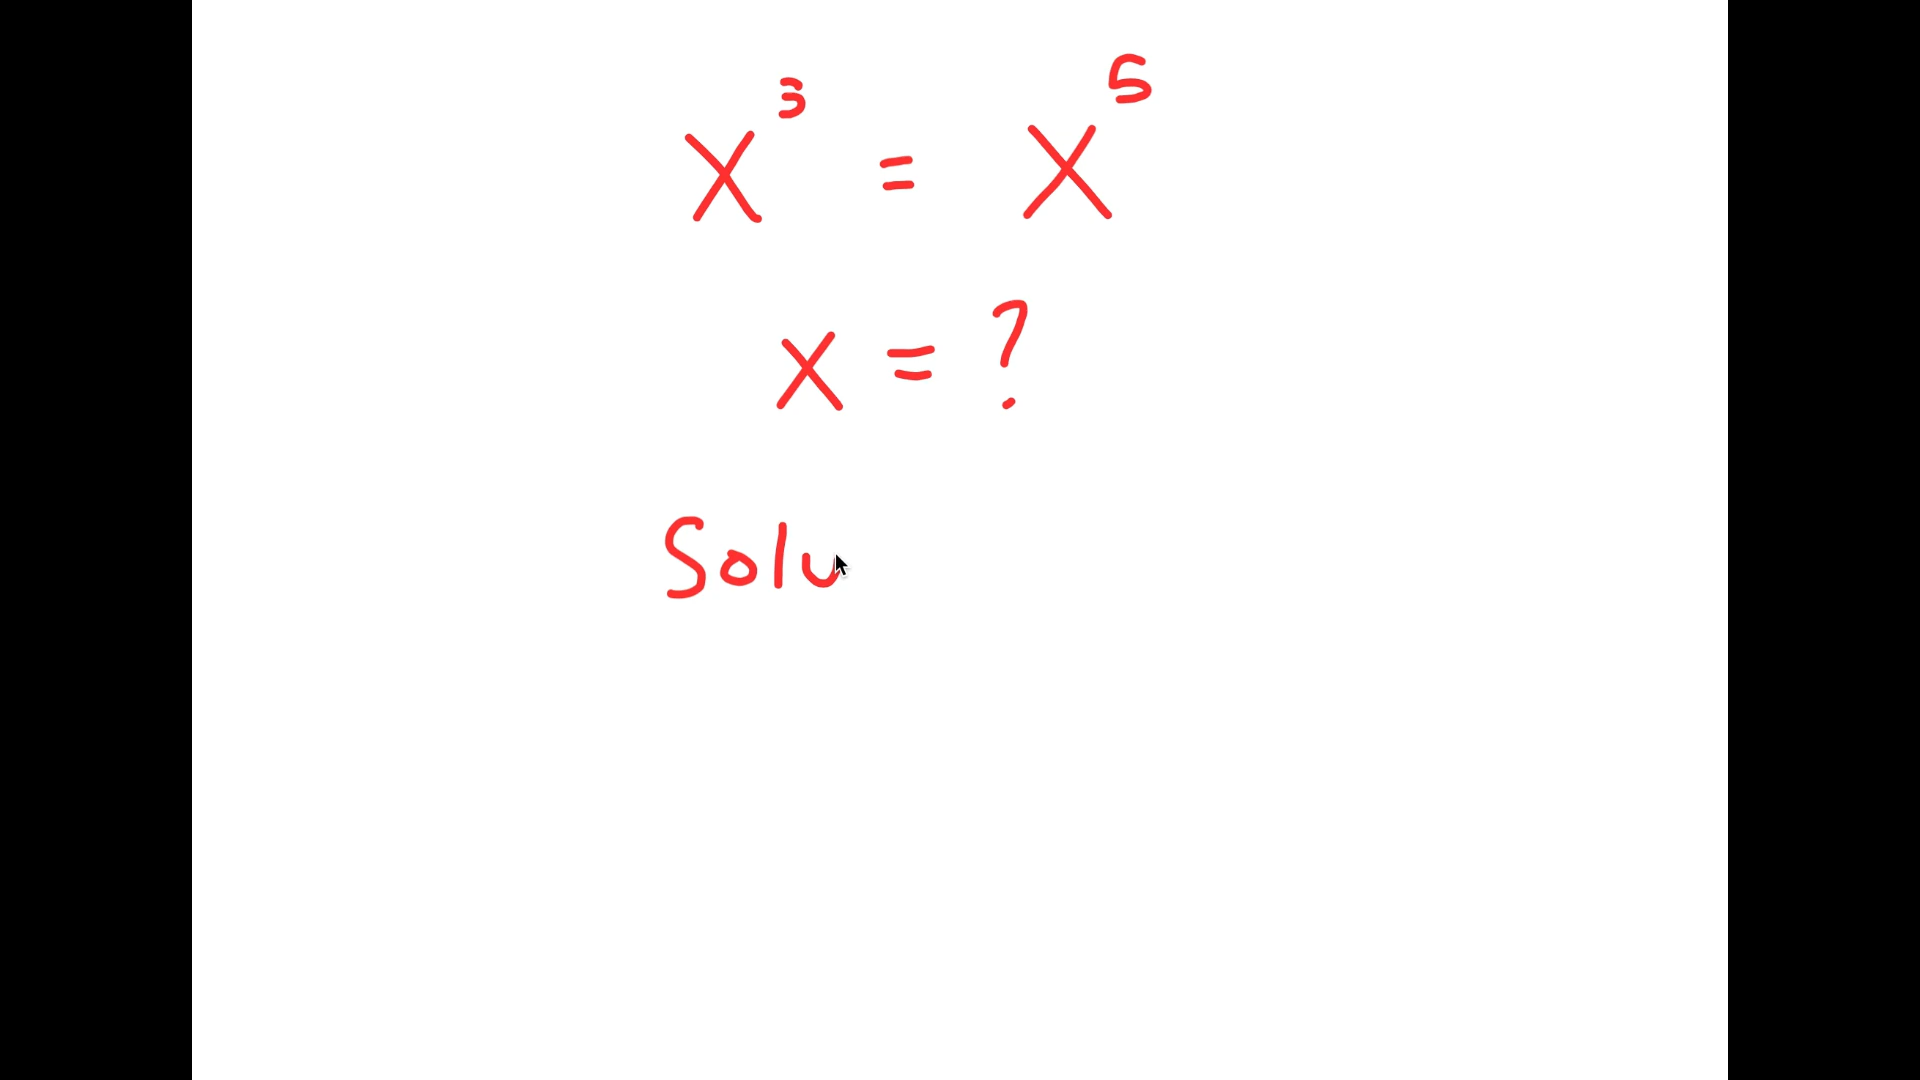 x³ = x⁵
x = ?
Solu